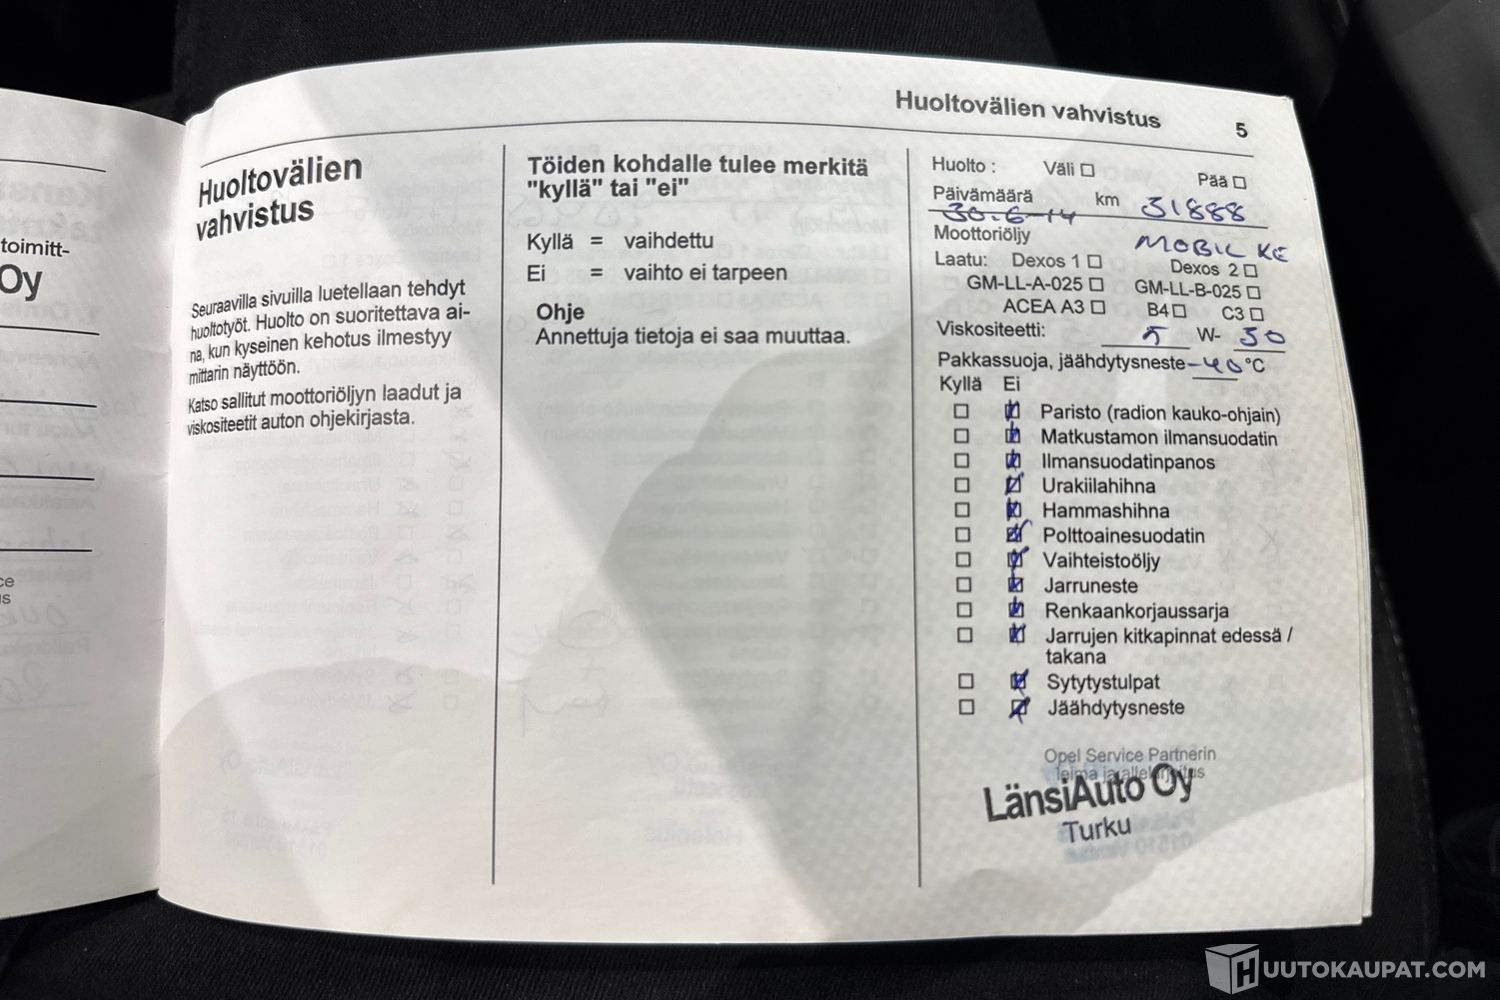 toimitt-
Oy
Huoltovälien vahvistus
5
Huoltovälien
vahvistus
Seuraavilla sivuilla luetellaan tehdyt
huoltotyöt. Huolto on suoritettava ai-
na, kun kyseinen kehotus ilmestyy
mittarin näyttöön.
Katso sallitut moottoriöljyn laadut ja
viskositeetit auton ohjekirjasta.
Töiden kohdalle tulee merkitä
"kyllä" tai "ei"
Kyllä = vaihdettu
Ei = vaihto ei tarpeen
Ohje
Annettuja tietoja ei saa muuttaa.
Huolto : Väli Pää
Päivämäärä km 31888
30.6-14
Moottoriöljy MOBIL KE
Laatu: Dexos 1 Dexos 2
GM-LL-A-025 GM-LL-B-025
ACEA A3 B4 C3
Viskositeetti: 5 W- 30
Pakkassuoja, jäähdytysneste -40 °C
Kyllä Ei
Paristo (radion kauko-ohjain)
Matkustamon ilmansuodatin
Ilmansuodatinpanos
Urakiilahihna
Hammashihna
Polttoainesuodatin
Vaihteistoöljy
Jarruneste
Renkaankorjaussarja
Jarrujen kitkapinnat edessä /
takana
Sytytystulpat
Jäähdytysneste
Opel Service Partnerin
leima ja allekirjoitus
LänsiAuto Oy
Turku
HUUTOKAUPAT.COM